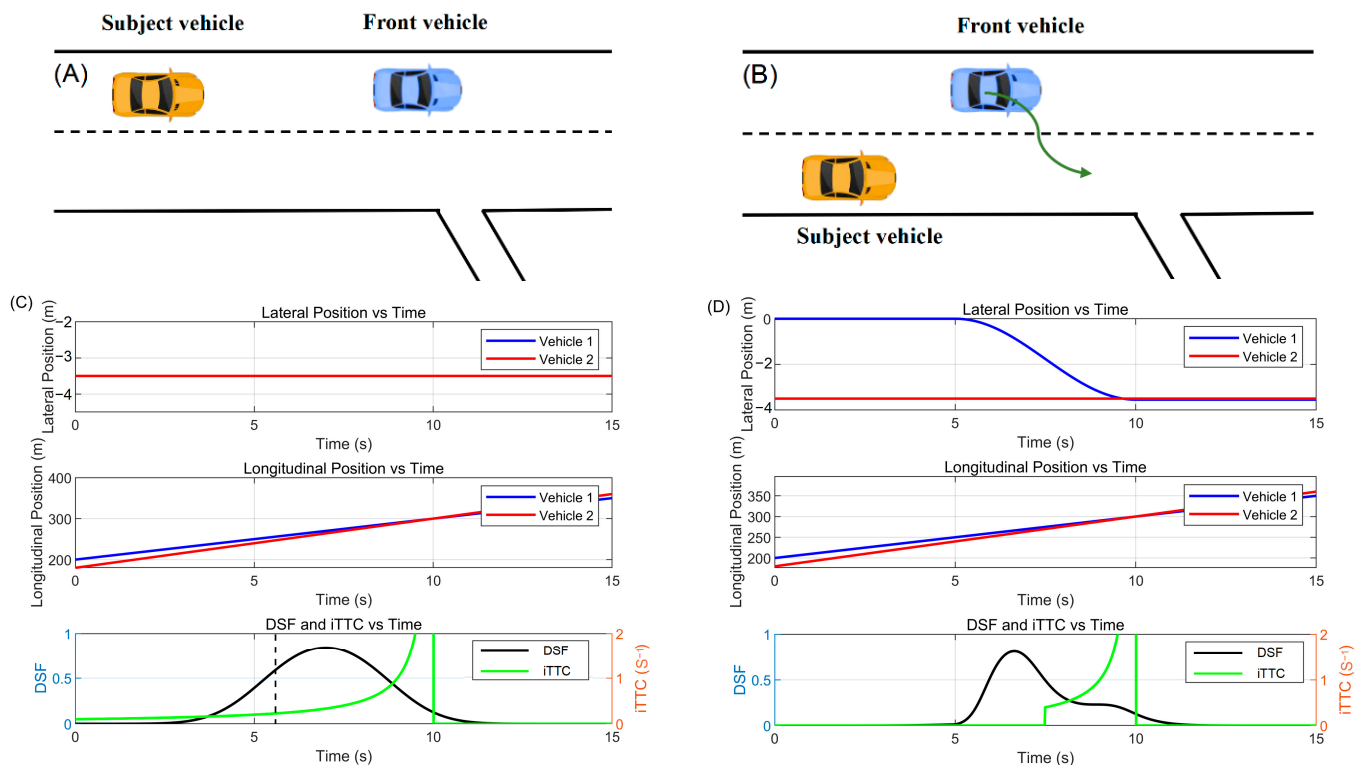 Subject vehicle
Front vehicle
(A)
Front vehicle
(B)
Subject vehicle
(C)
Lateral Position vs Time
Lateral Position (m)
−2
−3
−4
Vehicle 1
Vehicle 2
0
5
10
15
Time (s)
Longitudinal Position vs Time
Longitudinal Position (m)
400
300
200
Vehicle 1
Vehicle 2
0
5
10
15
Time (s)
DSF and iTTC vs Time
DSF
1
0.5
0
DSF
iTTC
2
1
0
iTTC (S⁻¹)
0
5
10
15
Time (s)
(D)
Lateral Position vs Time
Lateral Position (m)
0
−2
−4
Vehicle 1
Vehicle 2
0
5
10
15
Time (s)
Longitudinal Position vs Time
Longitudinal Position (m)
350
300
250
200
Vehicle 1
Vehicle 2
0
5
10
15
Time (s)
DSF and iTTC vs Time
DSF
1
0.5
0
DSF
iTTC
2
1
0
iTTC (S⁻¹)
0
5
10
15
Time (s)